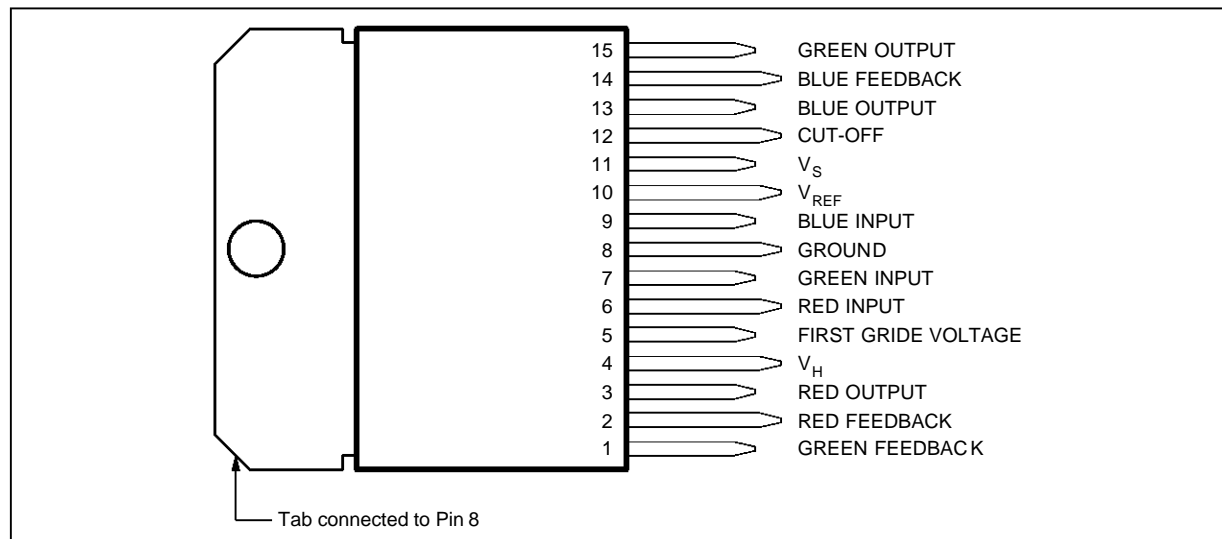 15 GREEN OUTPUT
14 BLUE FEEDBACK
13 BLUE OUTPUT
12 CUT-OFF
11 VS
10 VREF
9 BLUE INPUT
8 GROUND
7 GREEN INPUT
6 RED INPUT
5 FIRST GRIDE VOLTAGE
4 VH
3 RED OUTPUT
2 RED FEEDBACK
1 GREEN FEEDBACK
Tab connected to Pin 8